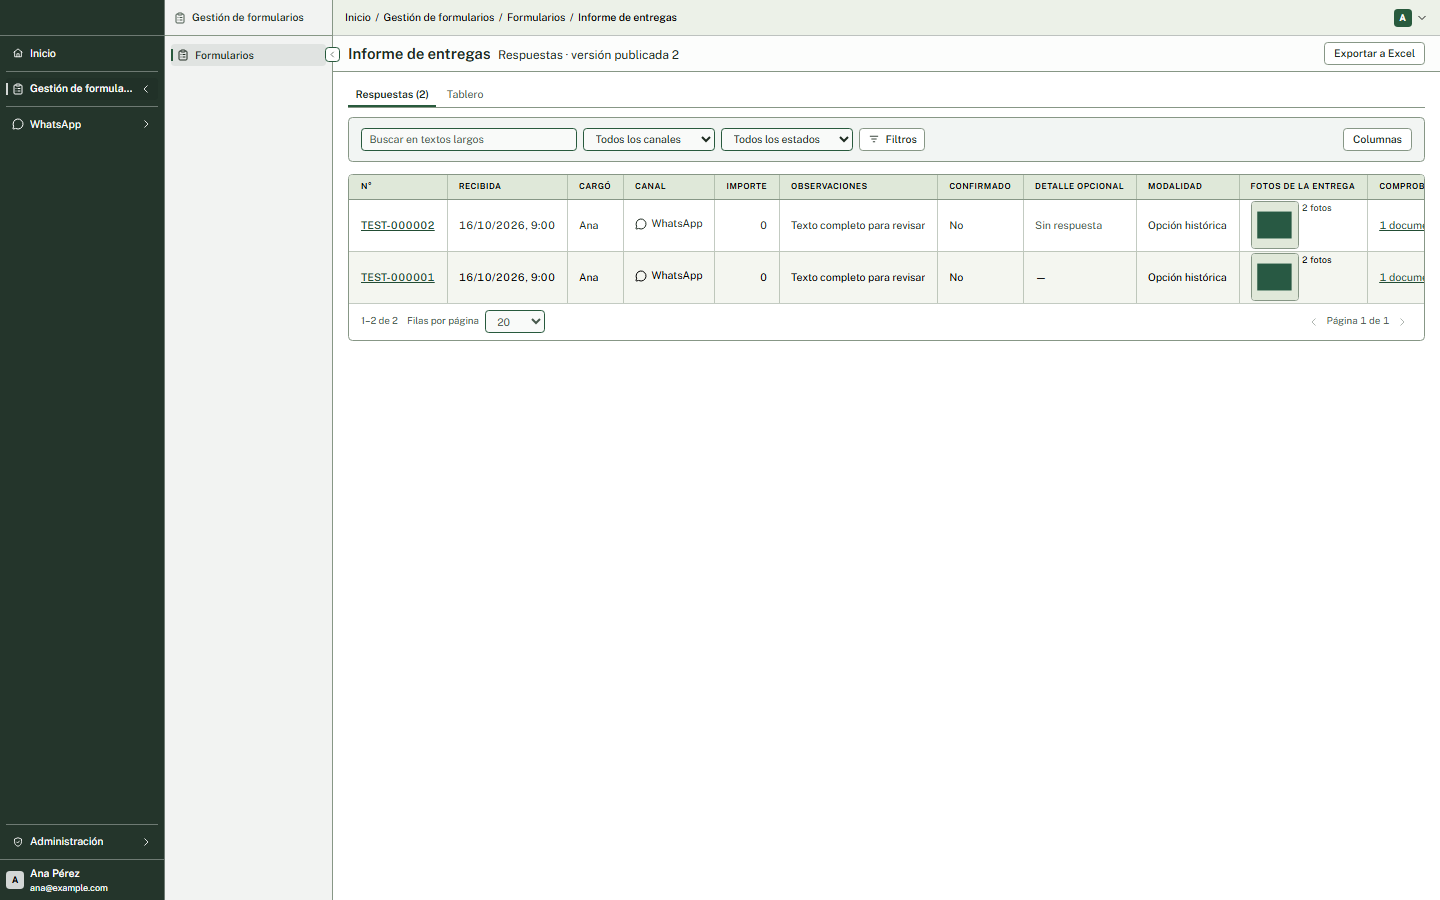 Gestión de formularios
Inicio / Gestión de formularios / Formularios / Informe de entregas
A
Inicio
Gestión de formula...
WhatsApp
Formularios
Informe de entregas Respuestas · versión publicada 2
Exportar a Excel
Respuestas (2) Tablero
Buscar en textos largos Todos los canales Todos los estados Filtros Columnas
N° RECIBIDA CARGÓ CANAL IMPORTE OBSERVACIONES CONFIRMADO DETALLE OPCIONAL MODALIDAD FOTOS DE LA ENTREGA COMPROB
TEST-000002 16/10/2026, 9:00 Ana WhatsApp 0 Texto completo para revisar No Sin respuesta Opción histórica 2 fotos 1 docume
TEST-000001 16/10/2026, 9:00 Ana WhatsApp 0 Texto completo para revisar No — Opción histórica 2 fotos 1 docume
1–2 de 2 Filas por página 20 Página 1 de 1
Administración
A Ana Pérez
ana@example.com